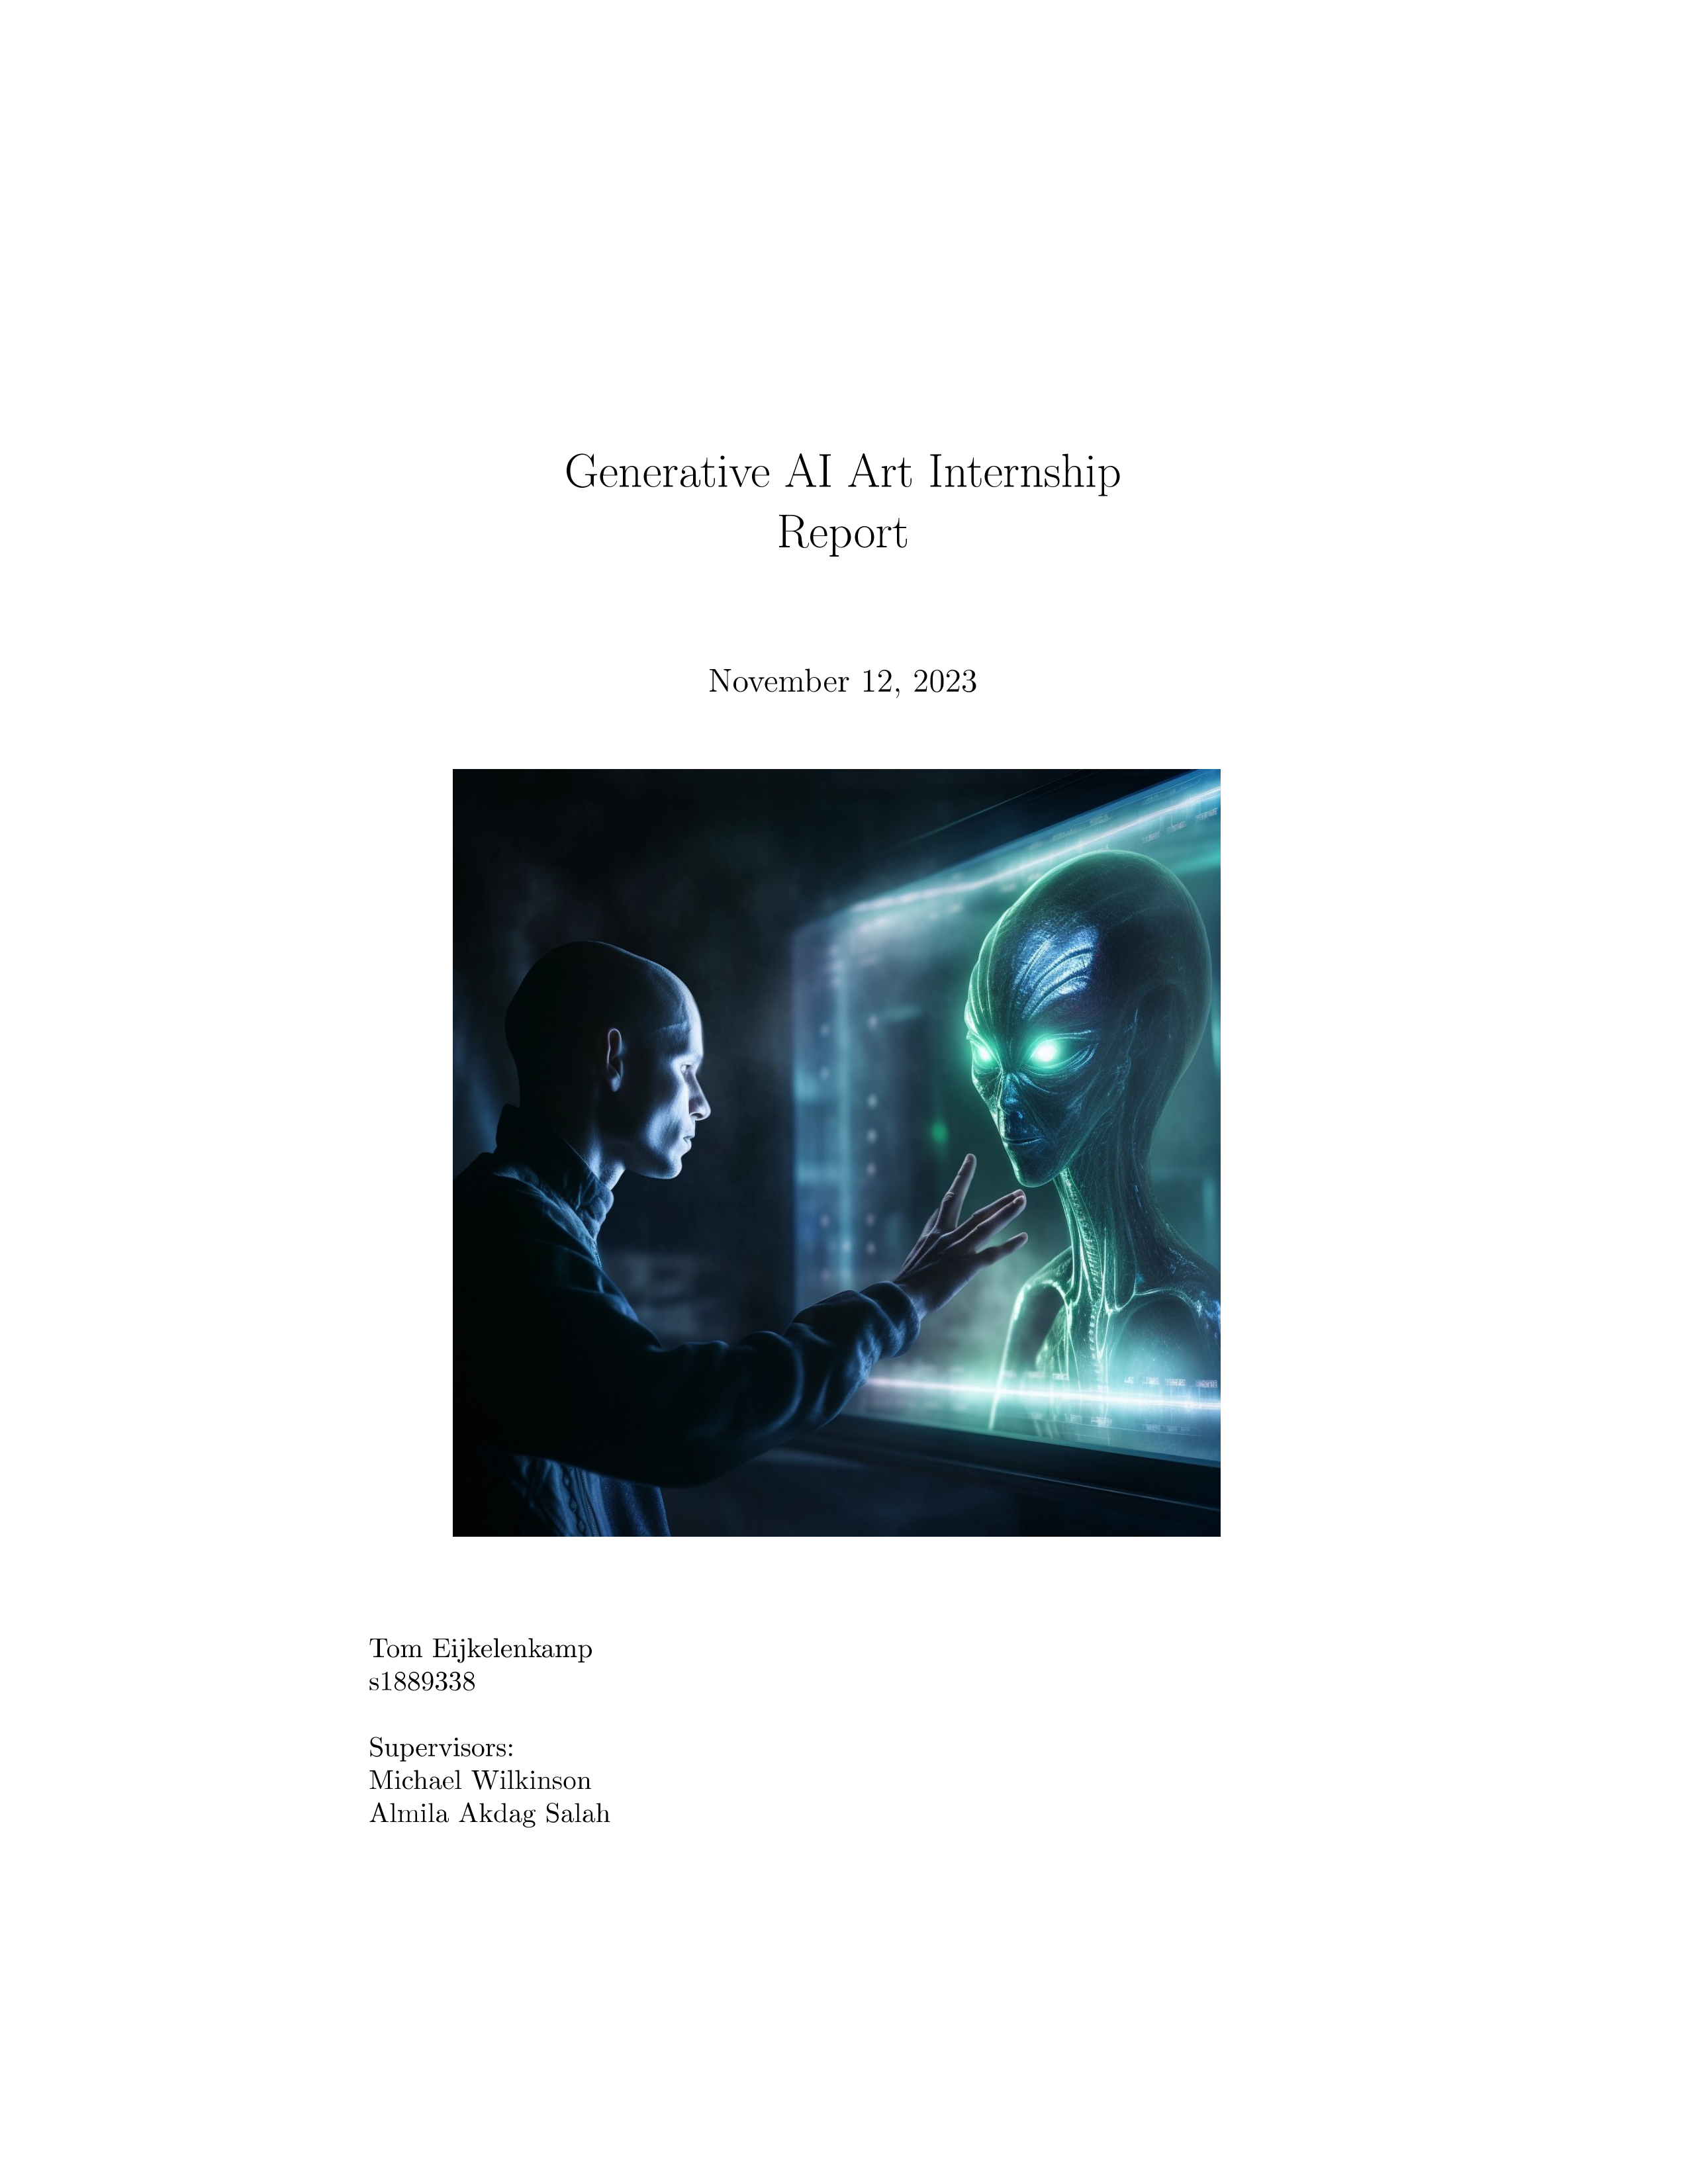 Generative AI Art Internship
Report
November 12, 2023
Tom Eijkelenkamp
s1889338
Supervisors:
Michael Wilkinson
Almila Akdag Salah